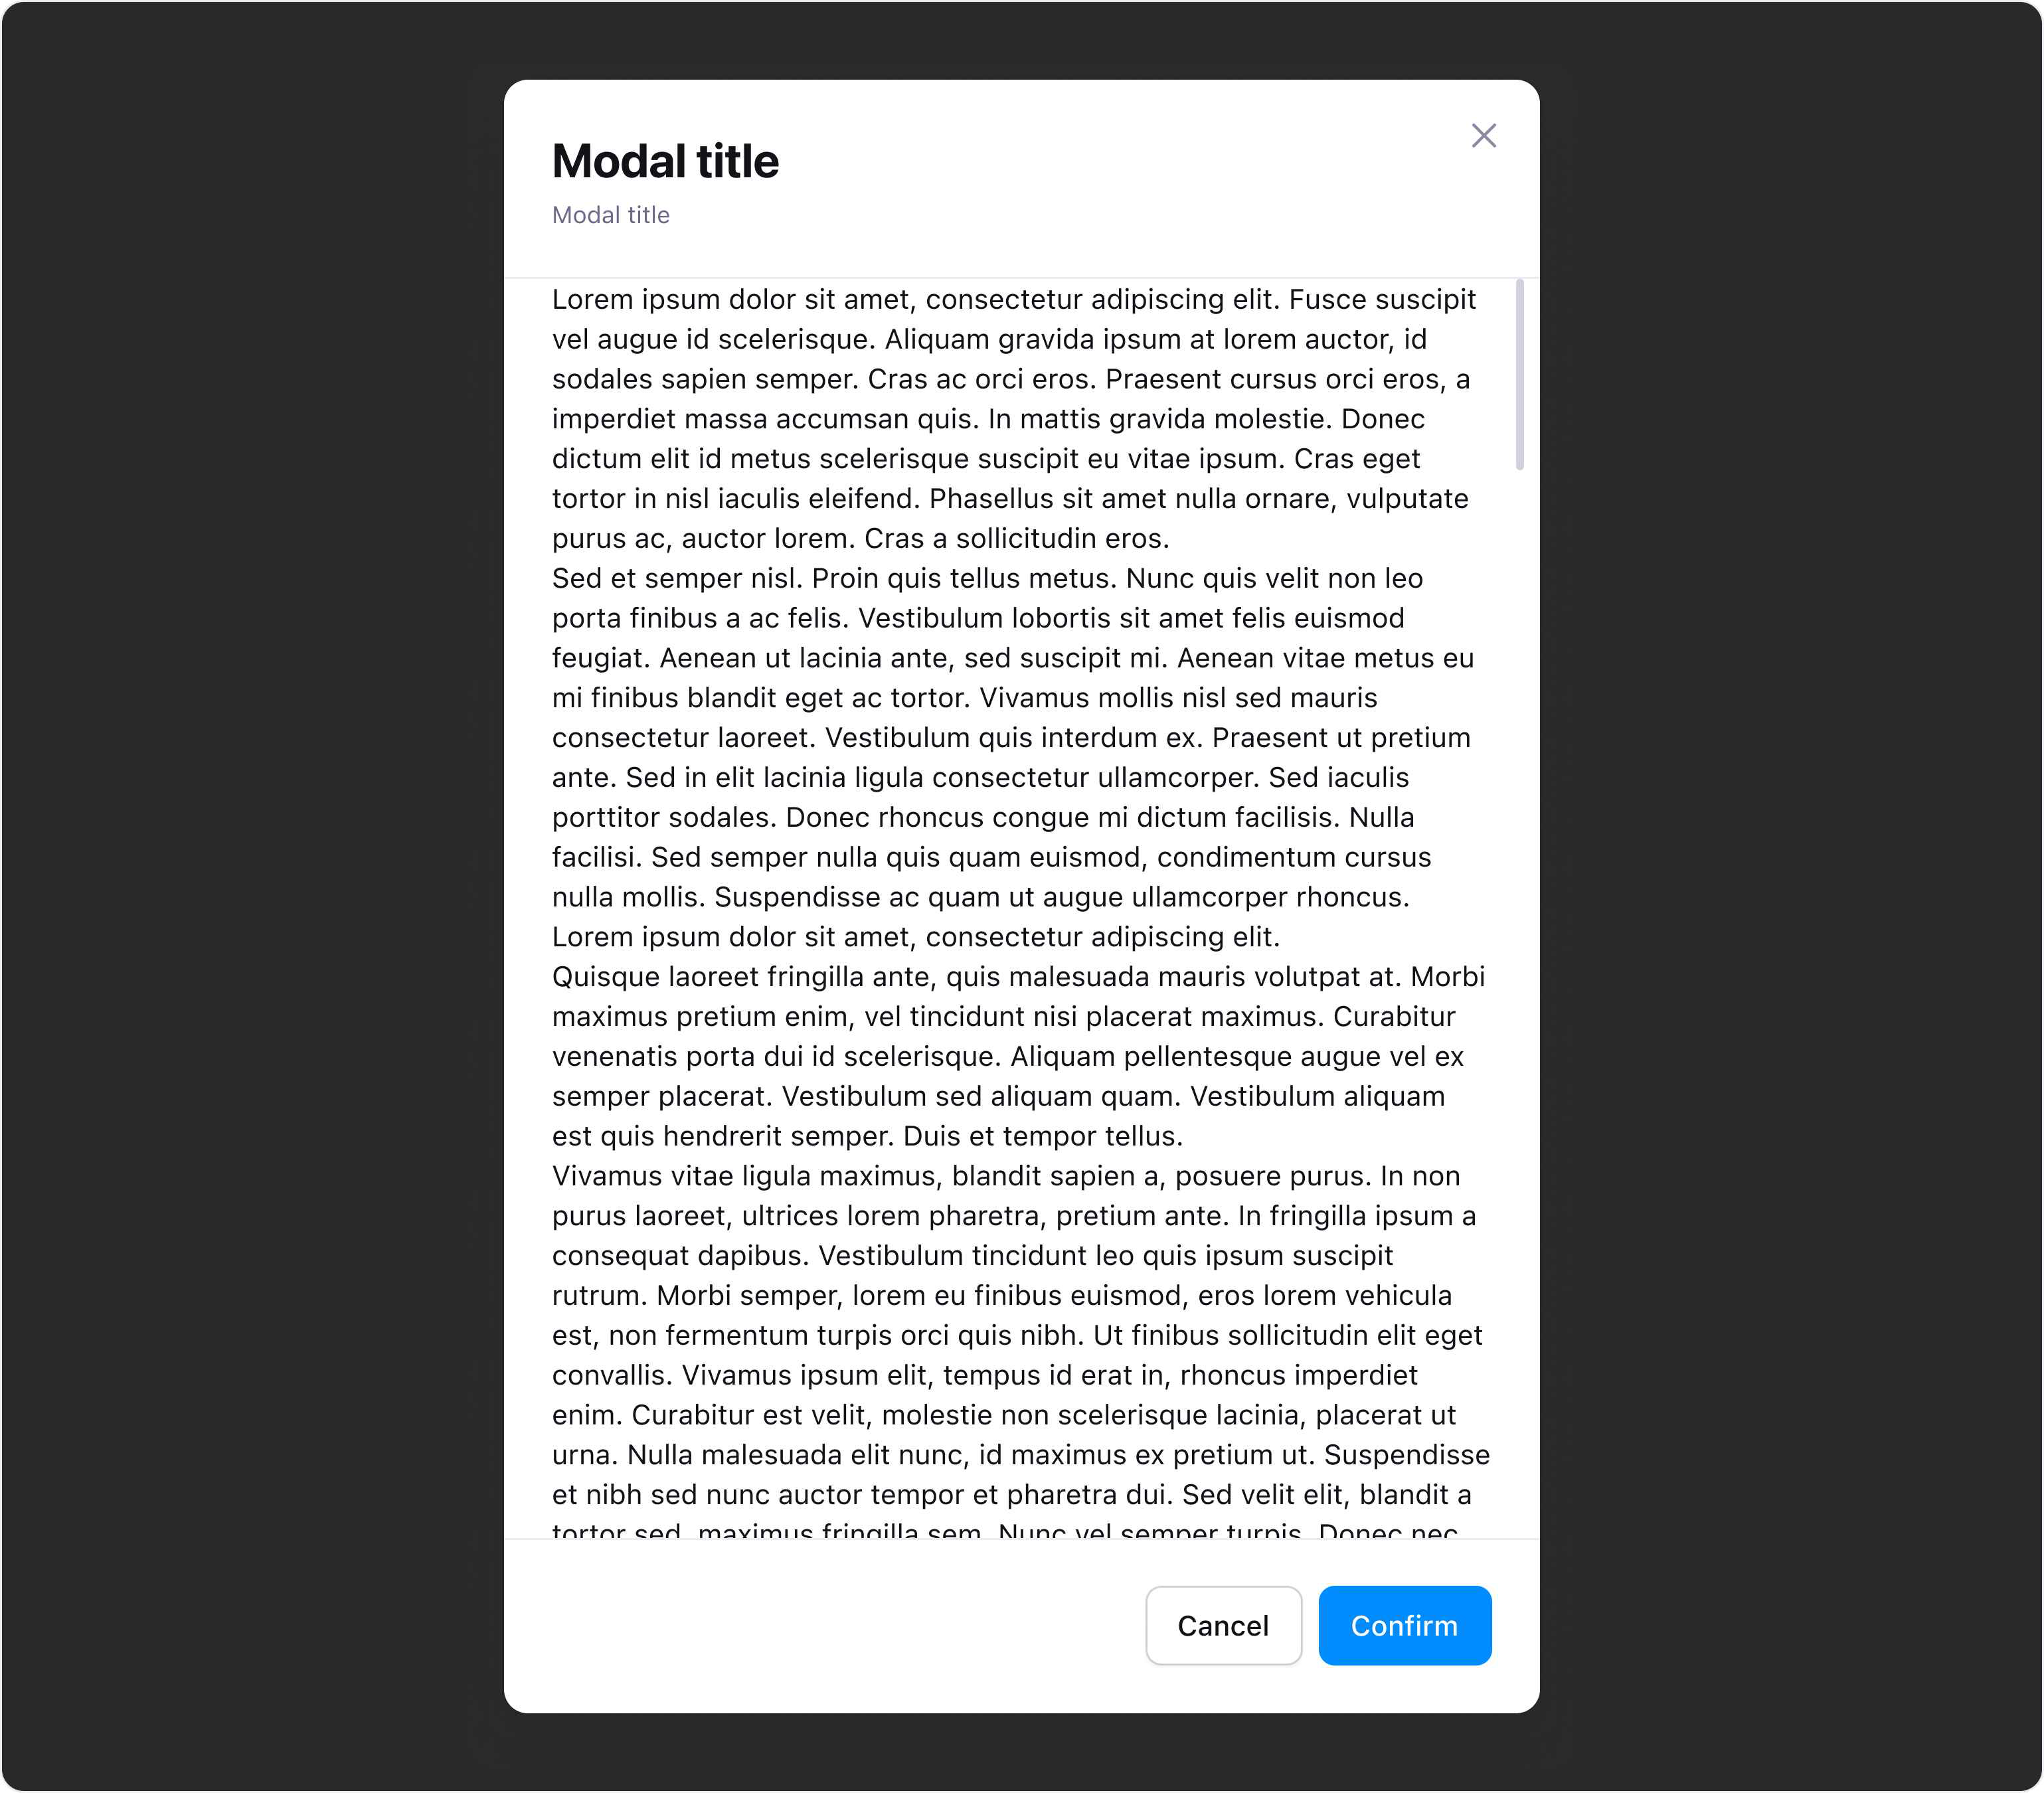 Modal title
Modal title
Lorem ipsum dolor sit amet, consectetur adipiscing elit. Fusce suscipit
vel augue id scelerisque. Aliquam gravida ipsum at lorem auctor, id
sodales sapien semper. Cras ac orci eros. Praesent cursus orci eros, a
imperdiet massa accumsan quis. In mattis gravida molestie. Donec
dictum elit id metus scelerisque suscipit eu vitae ipsum. Cras eget
tortor in nisl iaculis eleifend. Phasellus sit amet nulla ornare, vulputate
purus ac, auctor lorem. Cras a sollicitudin eros.
Sed et semper nisl. Proin quis tellus metus. Nunc quis velit non leo
porta finibus a ac felis. Vestibulum lobortis sit amet felis euismod
feugiat. Aenean ut lacinia ante, sed suscipit mi. Aenean vitae metus eu
mi finibus blandit eget ac tortor. Vivamus mollis nisl sed mauris
consectetur laoreet. Vestibulum quis interdum ex. Praesent ut pretium
ante. Sed in elit lacinia ligula consectetur ullamcorper. Sed iaculis
porttitor sodales. Donec rhoncus congue mi dictum facilisis. Nulla
facilisi. Sed semper nulla quis quam euismod, condimentum cursus
nulla mollis. Suspendisse ac quam ut augue ullamcorper rhoncus.
Lorem ipsum dolor sit amet, consectetur adipiscing elit.
Quisque laoreet fringilla ante, quis malesuada mauris volutpat at. Morbi
maximus pretium enim, vel tincidunt nisi placerat maximus. Curabitur
venenatis porta dui id scelerisque. Aliquam pellentesque augue vel ex
semper placerat. Vestibulum sed aliquam quam. Vestibulum aliquam
est quis hendrerit semper. Duis et tempor tellus.
Vivamus vitae ligula maximus, blandit sapien a, posuere purus. In non
purus laoreet, ultrices lorem pharetra, pretium ante. In fringilla ipsum a
consequat dapibus. Vestibulum tincidunt leo quis ipsum suscipit
rutrum. Morbi semper, lorem eu finibus euismod, eros lorem vehicula
est, non fermentum turpis orci quis nibh. Ut finibus sollicitudin elit eget
convallis. Vivamus ipsum elit, tempus id erat in, rhoncus imperdiet
enim. Curabitur est velit, molestie non scelerisque lacinia, placerat ut
urna. Nulla malesuada elit nunc, id maximus ex pretium ut. Suspendisse
et nibh sed nunc auctor tempor et pharetra dui. Sed velit elit, blandit a
tortor sed, maximus fringilla sem. Nunc vel semper turpis. Donec nec
Cancel
Confirm